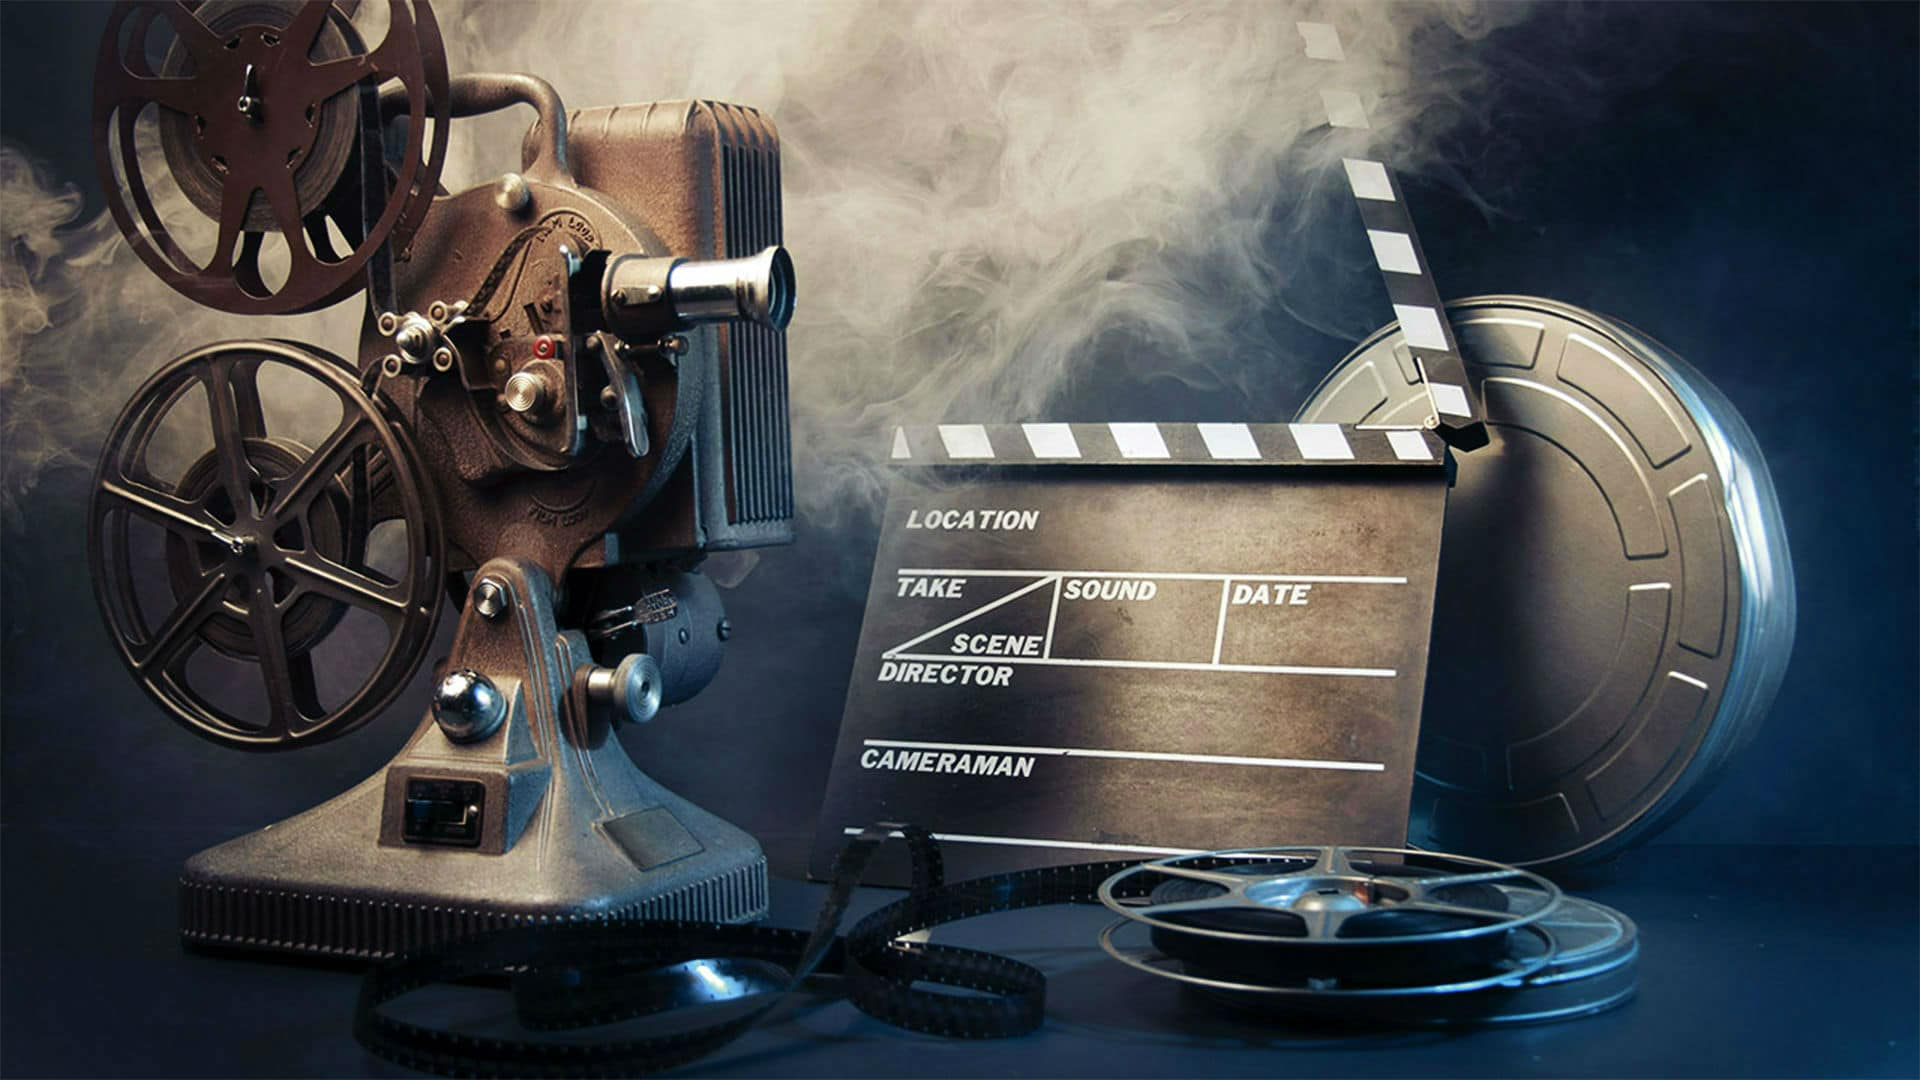 LOCATION
TAKE SOUND DATE
SCENE
DIRECTOR
CAMERAMAN